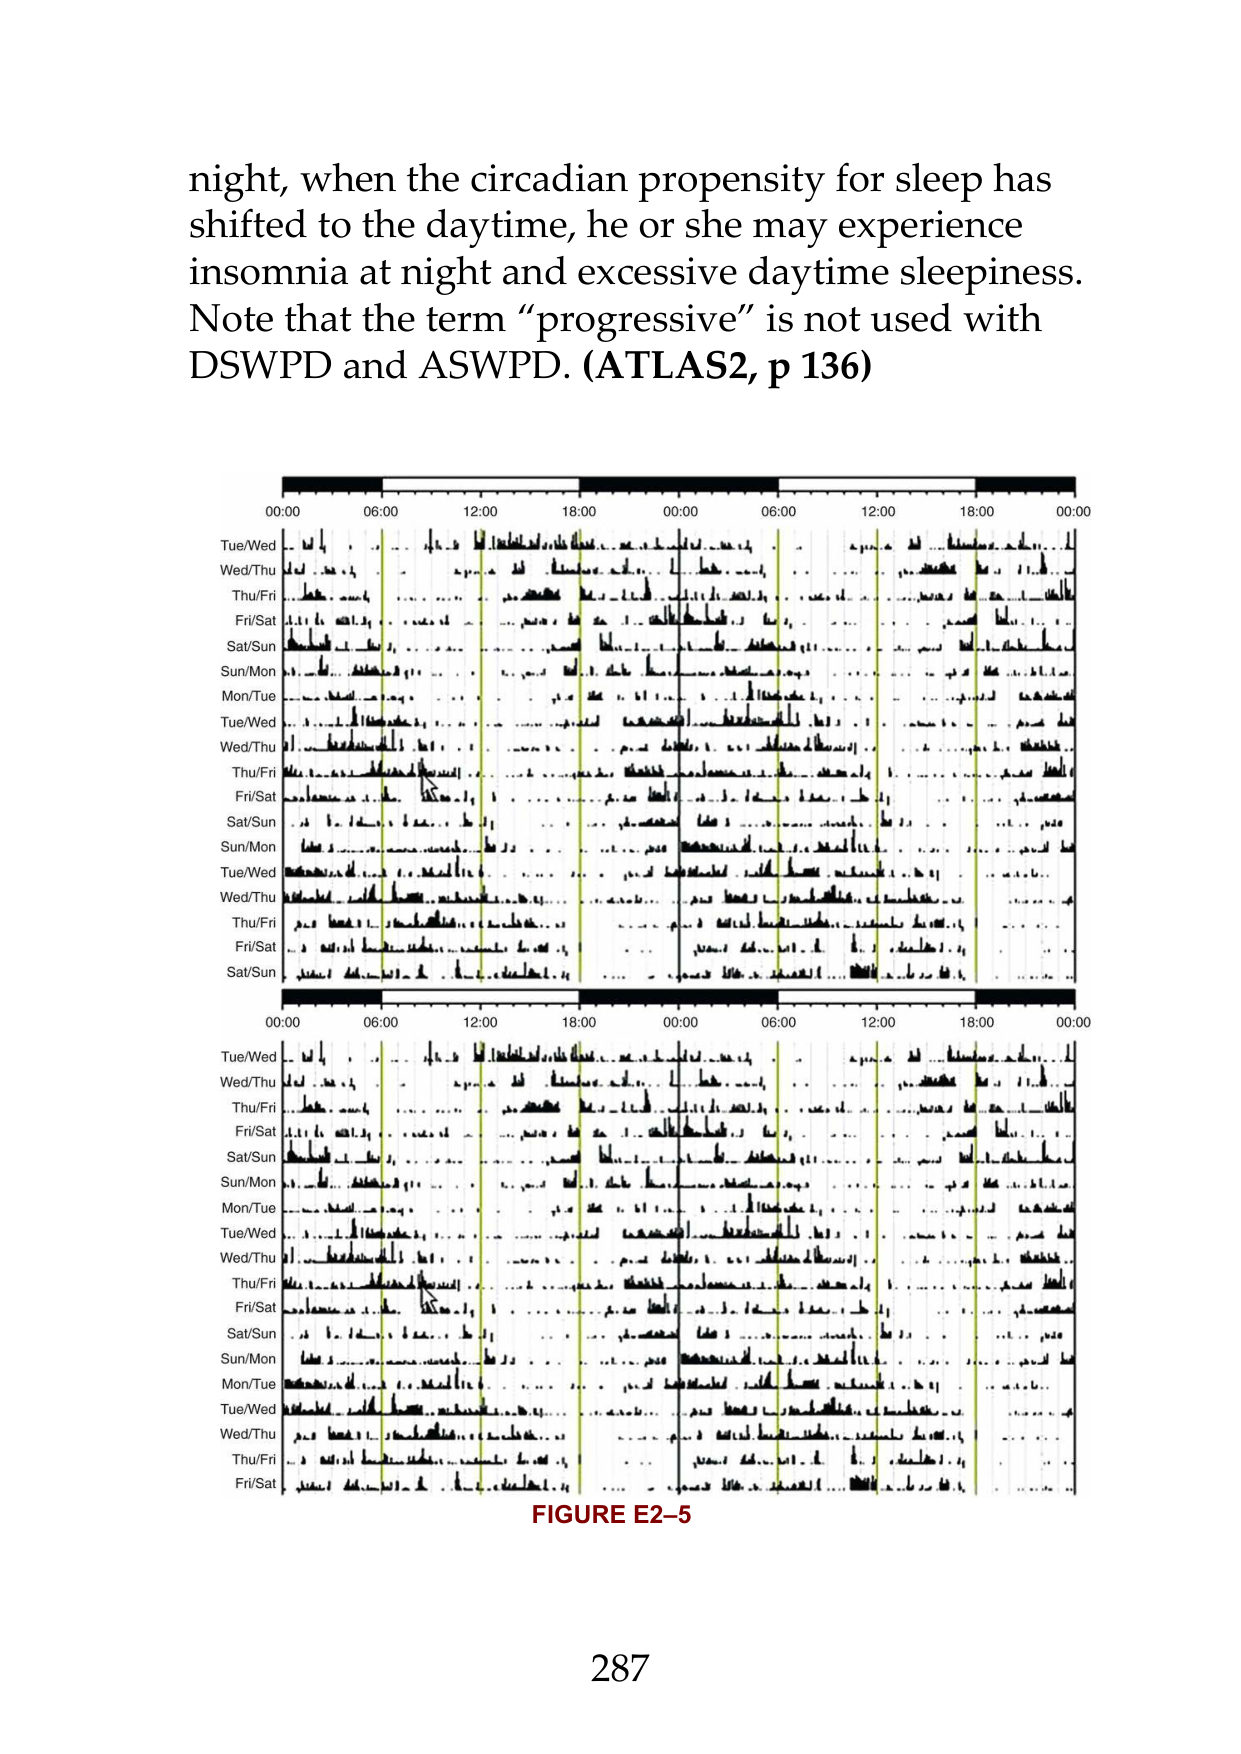 night, when the circadian propensity for sleep has
shifted to the daytime, he or she may experience
insomnia at night and excessive daytime sleepiness.
Note that the term “progressive” is not used with
DSWPD and ASWPD. (ATLAS2, p 136)
00:00 06:00 12:00 18:00 00:00 06:00 12:00 18:00 00:00
Tue/Wed
Wed/Thu
Thu/Fri
Fri/Sat
Sat/Sun
Sun/Mon
Mon/Tue
Tue/Wed
Wed/Thu
Thu/Fri
Fri/Sat
Sat/Sun
Sun/Mon
Tue/Wed
Wed/Thu
Thu/Fri
Fri/Sat
Sat/Sun
00:00 06:00 12:00 18:00 00:00 06:00 12:00 18:00 00:00
Tue/Wed
Wed/Thu
Thu/Fri
Fri/Sat
Sat/Sun
Sun/Mon
Mon/Tue
Tue/Wed
Wed/Thu
Thu/Fri
Fri/Sat
Sat/Sun
Sun/Mon
Mon/Tue
Tue/Wed
Wed/Thu
Thu/Fri
Fri/Sat
FIGURE E2–5
287